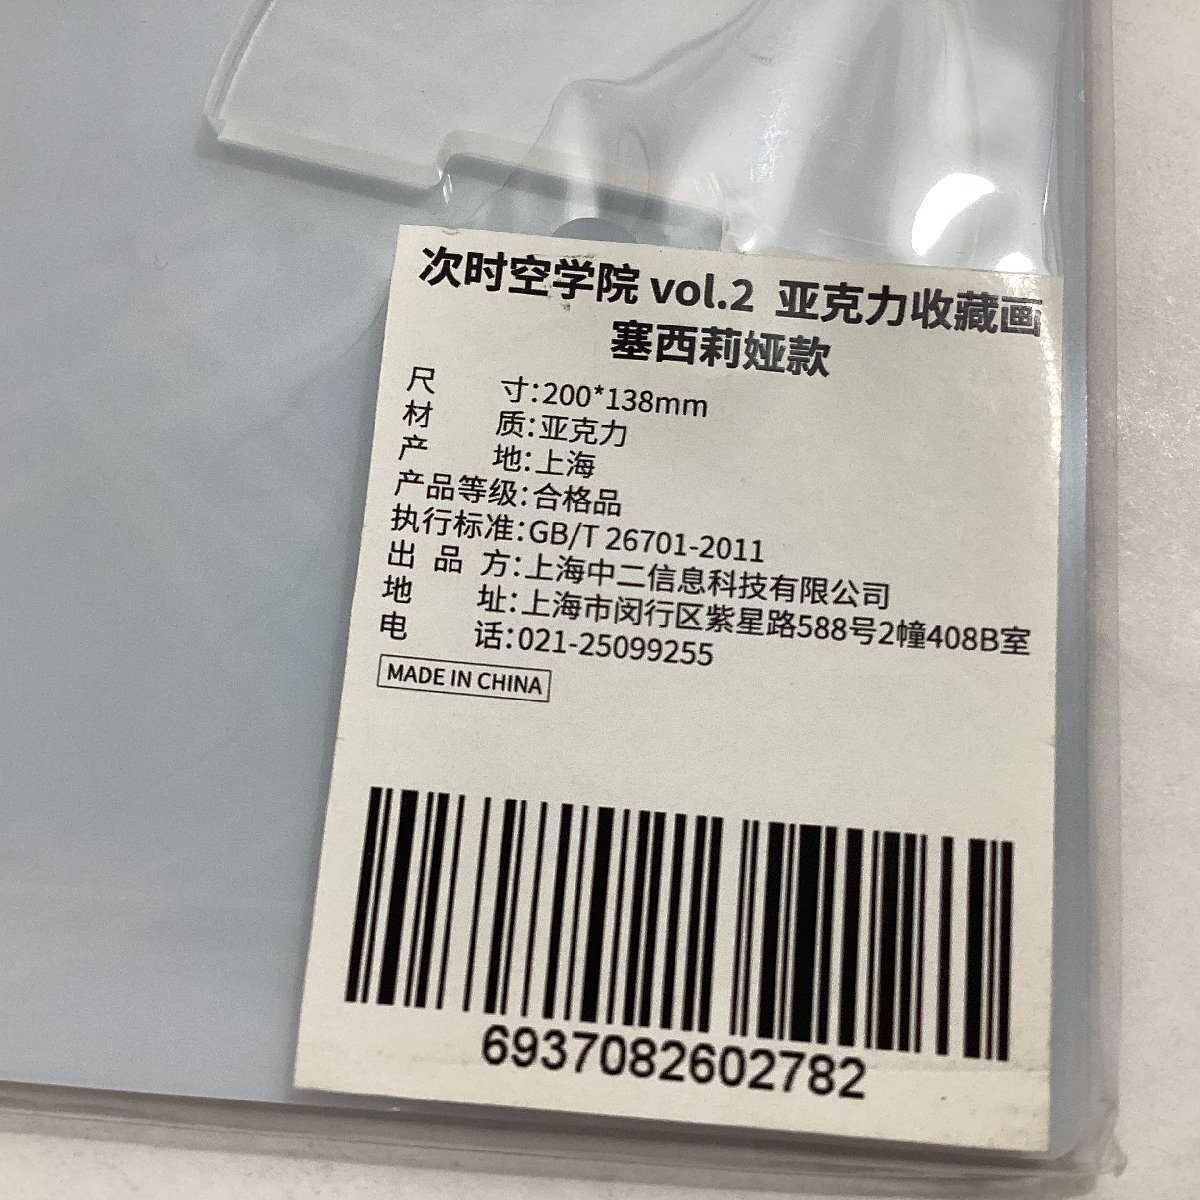 次时空学院 vol.2 亚克力收藏画
塞西莉娅款
尺 寸:200*138mm
材 质:亚克力
产 地:上海
产品等级:合格品
执行标准:GB/T 26701-2011
出 品 方:上海中二信息科技有限公司
地 址:上海市闵行区紫星路588号2幢408B室
电 话:021-25099255
MADE IN CHINA
6937082602782